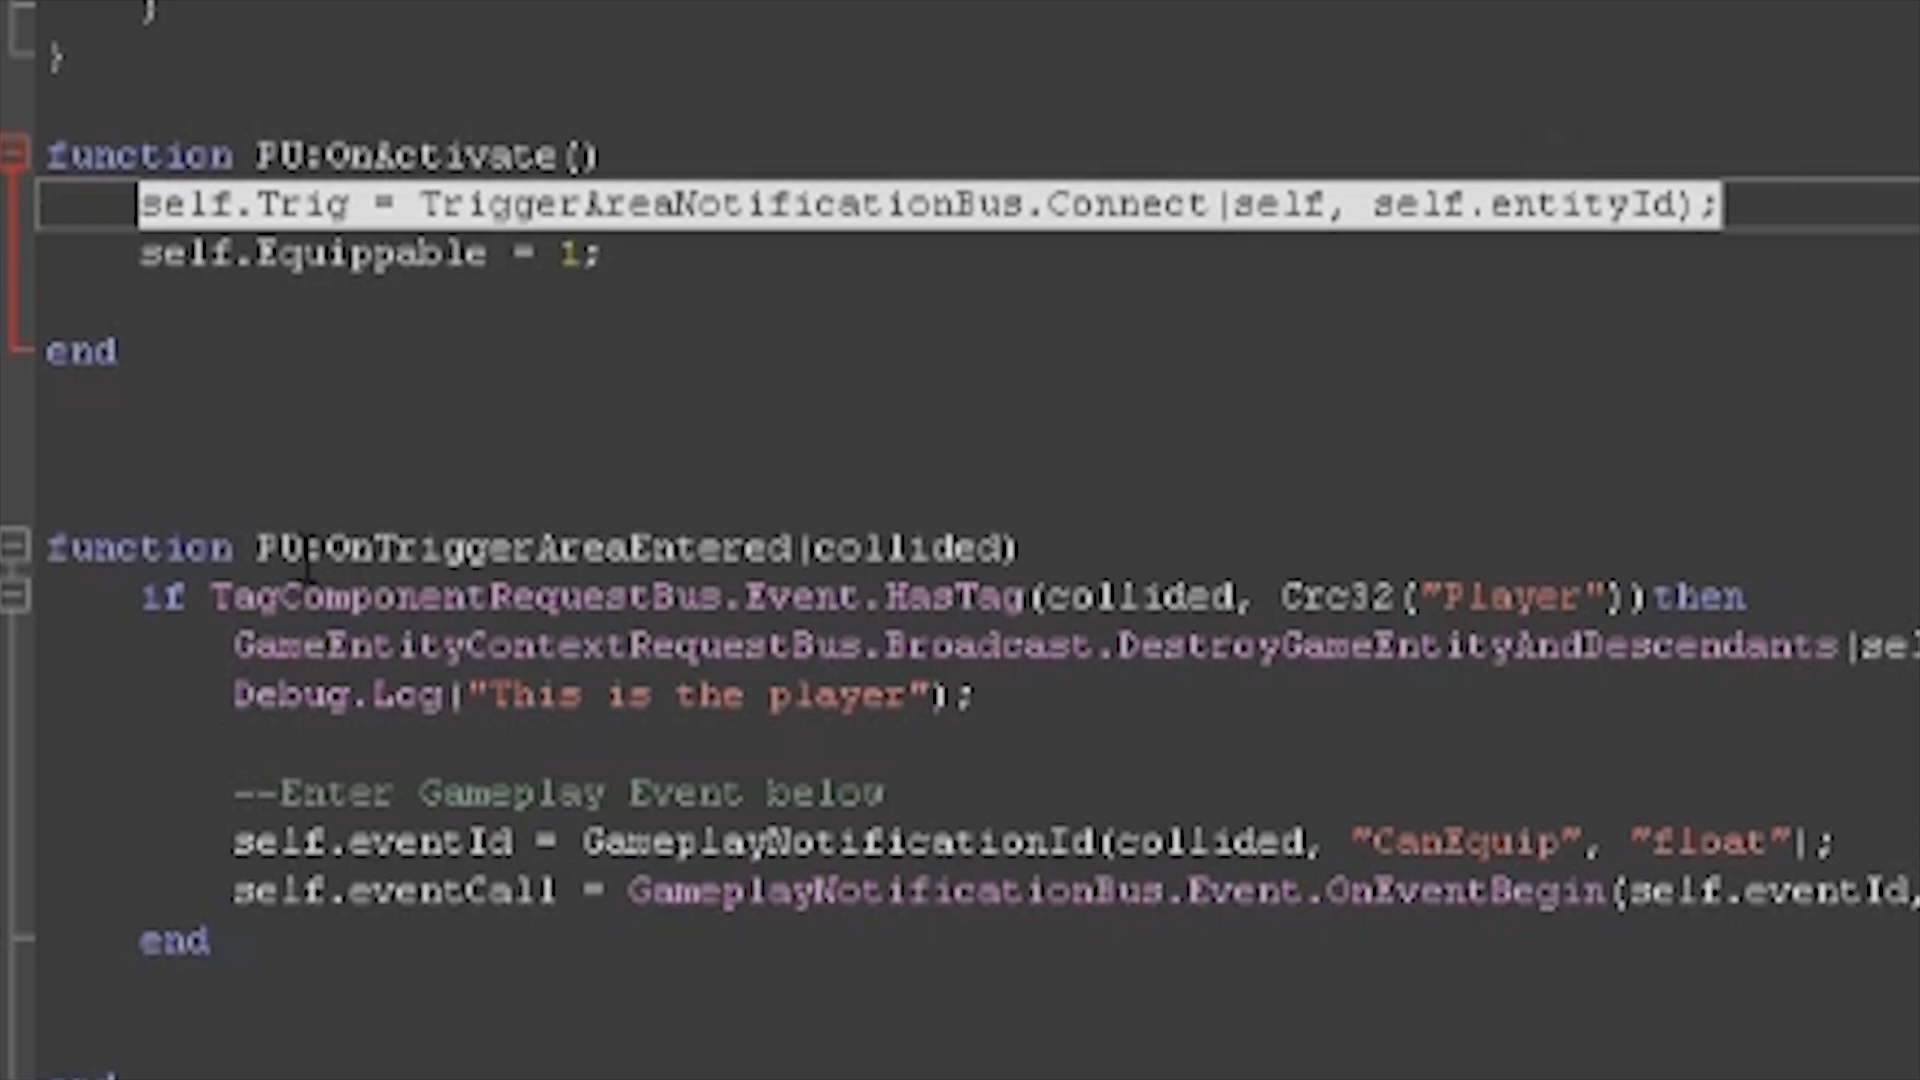 }
}
function PU:OnActivate()
self.Trig = TriggerAreaNotificationBus.Connect(self, self.entityId);
self.Equippable = 1;
end
function PU:OnTriggerAreaEntered(collided)
if TagComponentRequestBus.Event.HasTag(collided, Crc32("Player"))then
GameEntityContextRequestBus.Broadcast.DestroyGameEntityAndDescendants(sel
Debug.Log("This is the player");
--Enter Gameplay Event below
self.eventId = GameplayNotificationId(collided, "CanEquip", "float");
self.eventCall = GameplayNotificationBus.Event.OnEventBegin(self.eventId,
end
end